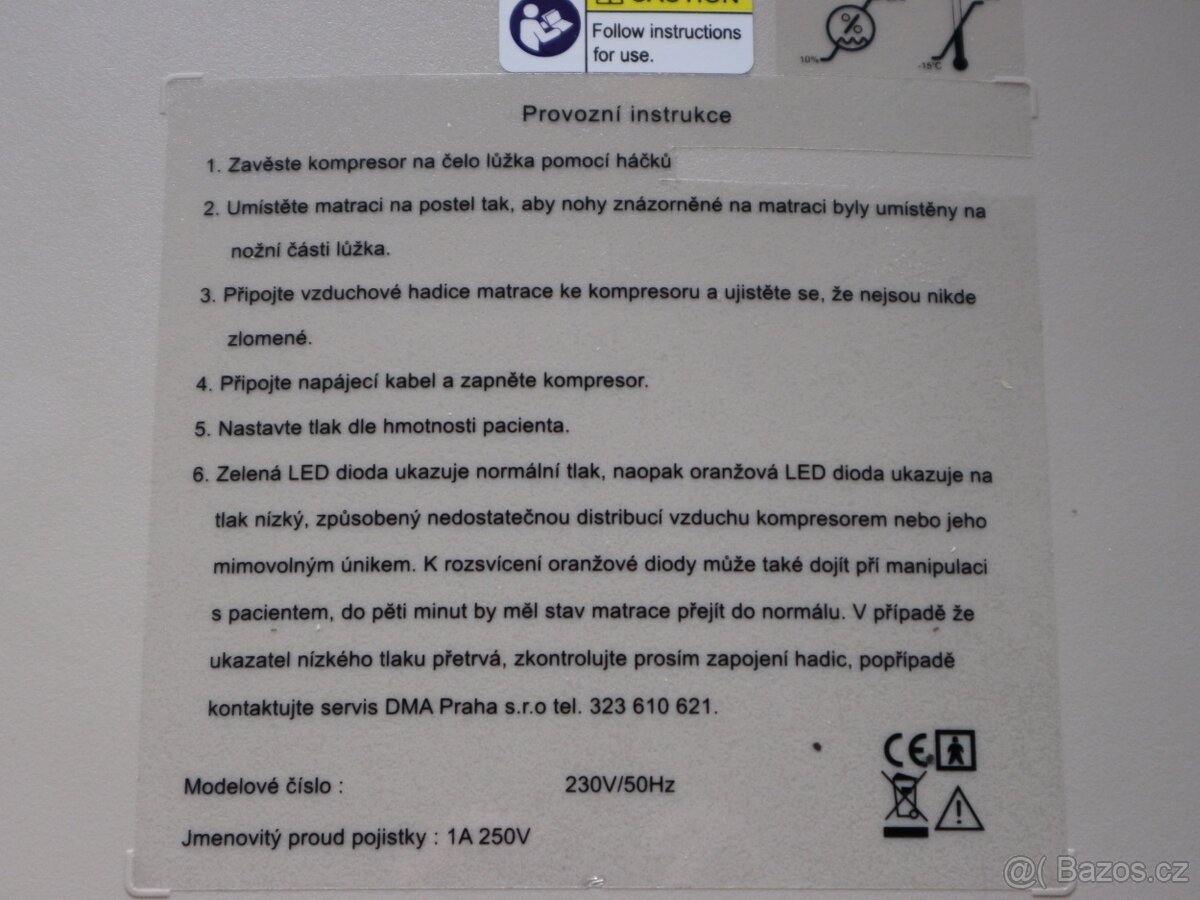 CAUTION
Follow instructions
for use.
10%
-15°C
Provozní instrukce
1. Zavěste kompresor na čelo lůžka pomocí háčků
2. Umístěte matraci na postel tak, aby nohy znázorněné na matraci byly umístěny na
nožní části lůžka.
3. Připojte vzduchové hadice matrace ke kompresoru a ujistěte se, že nejsou nikde
zlomené.
4. Připojte napájecí kabel a zapněte kompresor.
5. Nastavte tlak dle hmotnosti pacienta.
6. Zelená LED dioda ukazuje normální tlak, naopak oranžová LED dioda ukazuje na
tlak nízký, způsobený nedostatečnou distribucí vzduchu kompresorem nebo jeho
mimovolným únikem. K rozsvícení oranžové diody může také dojít pří manipulaci
s pacientem, do pěti minut by měl stav matrace přejít do normálu. V případě že
ukazatel nízkého tlaku přetrvá, zkontrolujte prosím zapojení hadic, popřípadě
kontaktujte servis DMA Praha s.r.o tel. 323 610 621.
CE
Modelové číslo : 230V/50Hz
Jmenovitý proud pojistky : 1A 250V
@( Bazos.cz